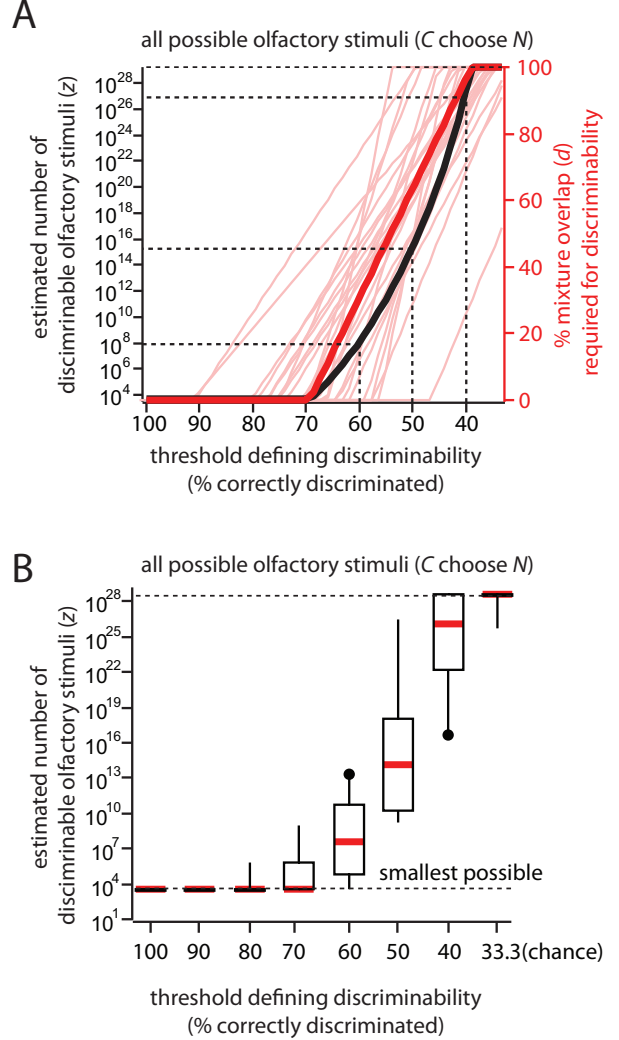 A
all possible olfactory stimuli (C choose N)
estimated number of
discimrinable olfactory stimuli (z)
10^28
10^26
10^24
10^22
10^20
10^18
10^16
10^14
10^12
10^10
10^8
10^6
10^4
100
80
60
40
20
0
% mixture overlap (d)
required for discriminability
100 90 80 70 60 50 40
threshold defining discriminability
(% correctly discriminated)
B
all possible olfactory stimuli (C choose N)
estimated number of
discimrinable olfactory stimuli (z)
10^28
10^25
10^22
10^19
10^16
10^13
10^10
10^7
10^4
10^1
smallest possible
100 90 80 70 60 50 40 33.3(chance)
threshold defining discriminability
(% correctly discriminated)